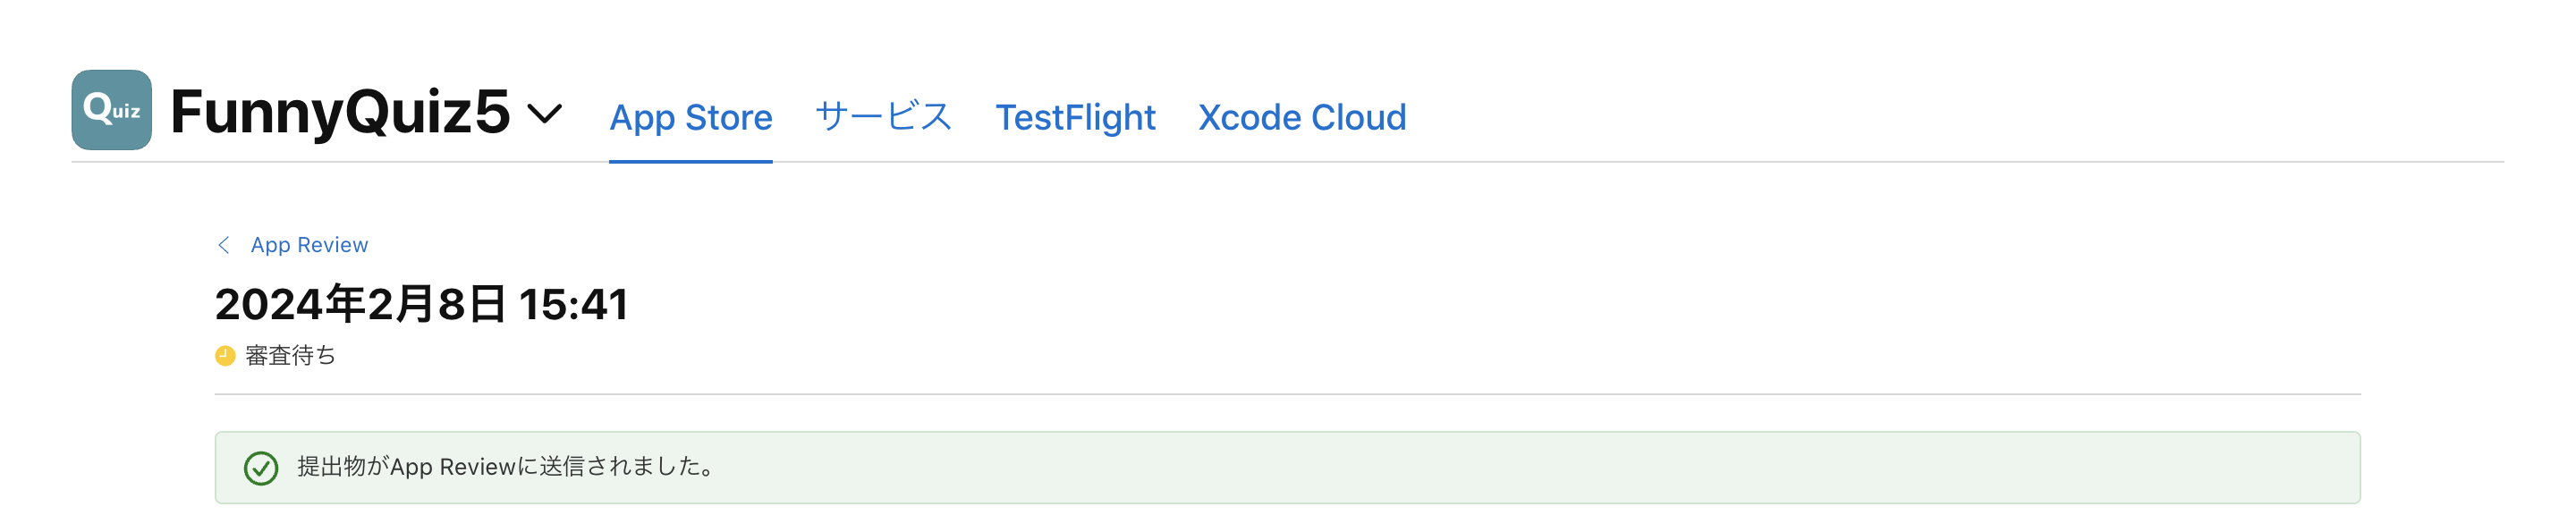 Quiz FunnyQuiz5 App Store サービス TestFlight Xcode Cloud
App Review
2024年2月8日 15:41
審査待ち
提出物がApp Reviewに送信されました。